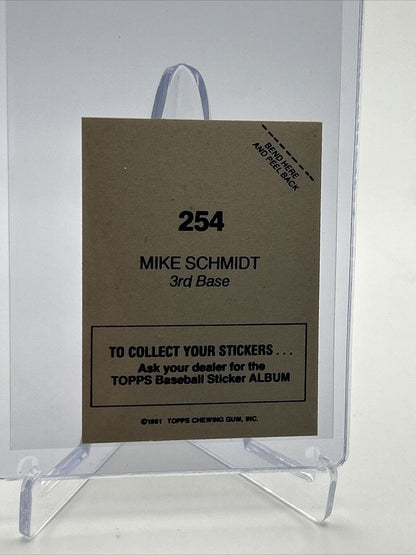 BEND HERE
AND PEEL BACK
254
MIKE SCHMIDT
3rd Base
TO COLLECT YOUR STICKERS...
Ask your dealer for the
TOPPS Baseball Sticker ALBUM
©1981 TOPPS CHEWING GUM, INC.